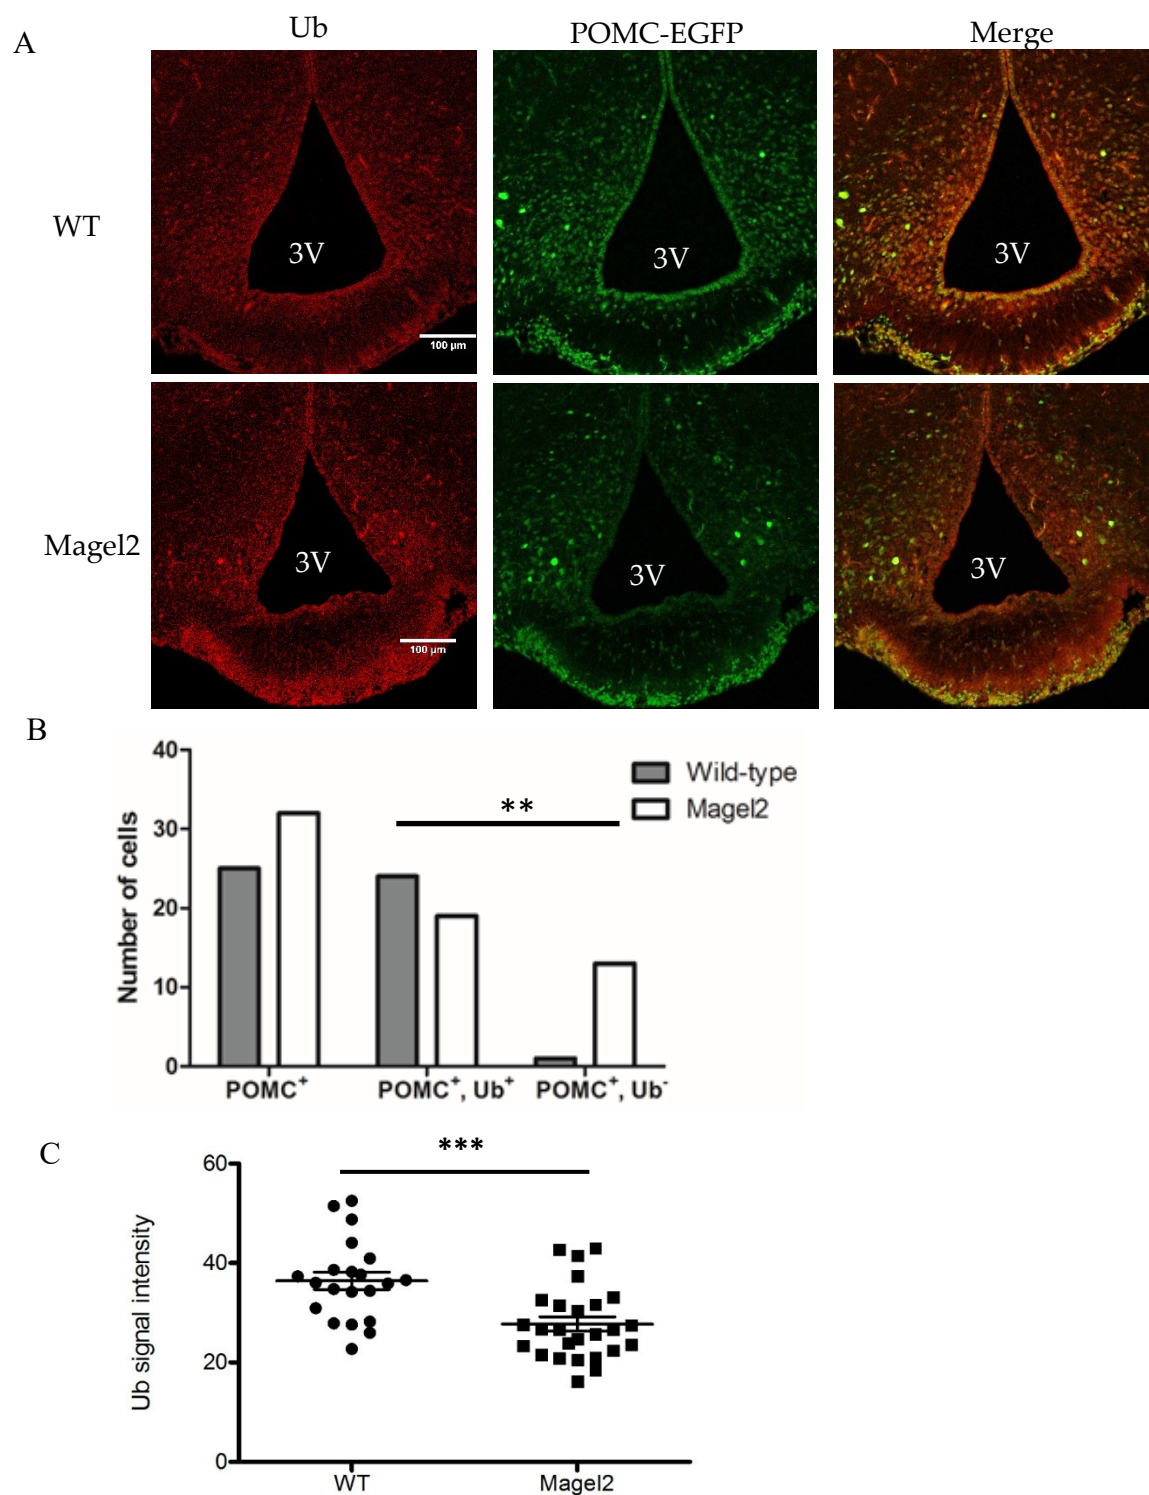 A
Ub
POMC-EGFP
Merge
WT
3V
3V
3V
100 µm
Magel2
3V
3V
3V
100 µm
B
40
30
20
10
0
Number of cells
Wild-type
Magel2
**
POMC+
POMC+, Ub+
POMC+, Ub-
C
***
60
40
20
0
Ub signal intensity
WT
Magel2